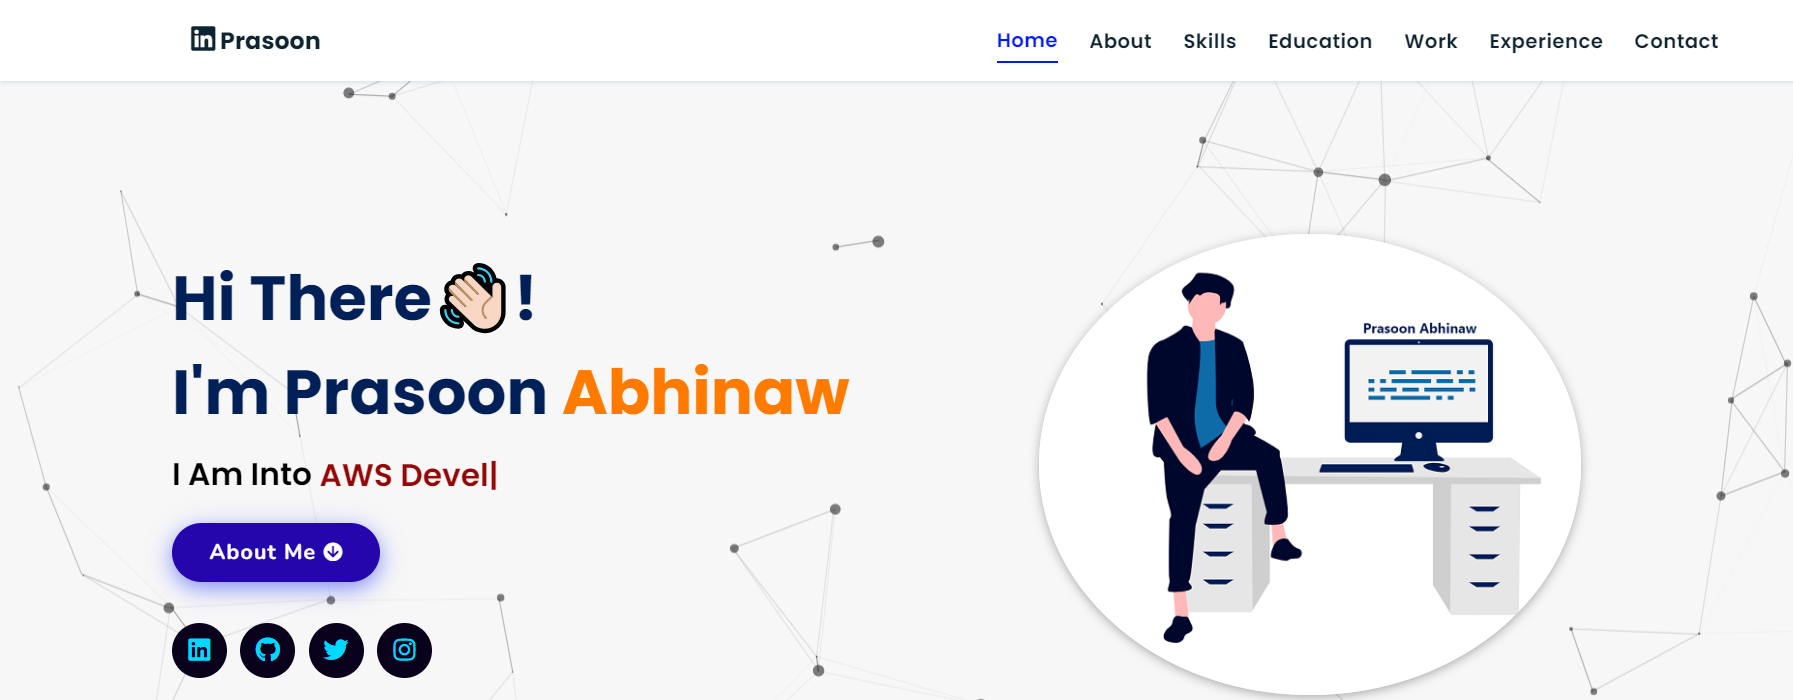 Prasoon
Home About Skills Education Work Experience Contact
Hi There !
I'm Prasoon Abhinaw
I Am Into AWS Devel|
About Me
Prasoon Abhinaw